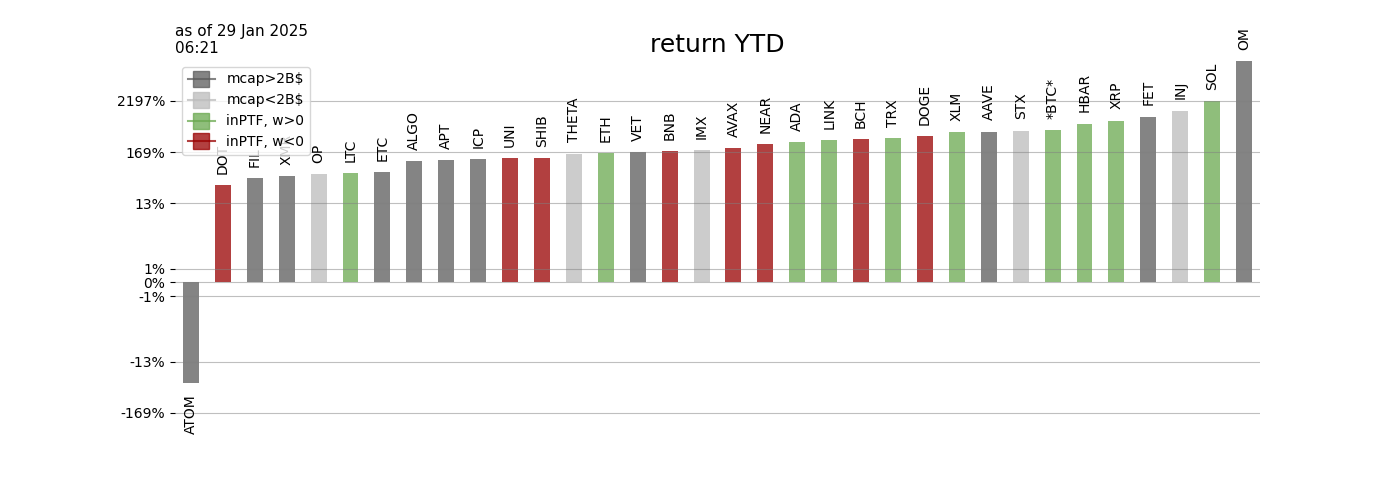 as of 29 Jan 2025
06:21
return YTD
mcap>2B$
mcap<2B$
inPTF, w>0
inPTF, w<0
2197%
169%
13%
1%
0%
-1%
-13%
-169%
ATOM
DOT
FIL
XMR
OP
LTC
ETC
ALGO
APT
ICP
UNI
SHIB
THETA
ETH
VET
BNB
IMX
AVAX
NEAR
ADA
LINK
BCH
TRX
DOGE
XLM
AAVE
STX
*BTC*
HBAR
XRP
FET
INJ
SOL
OM